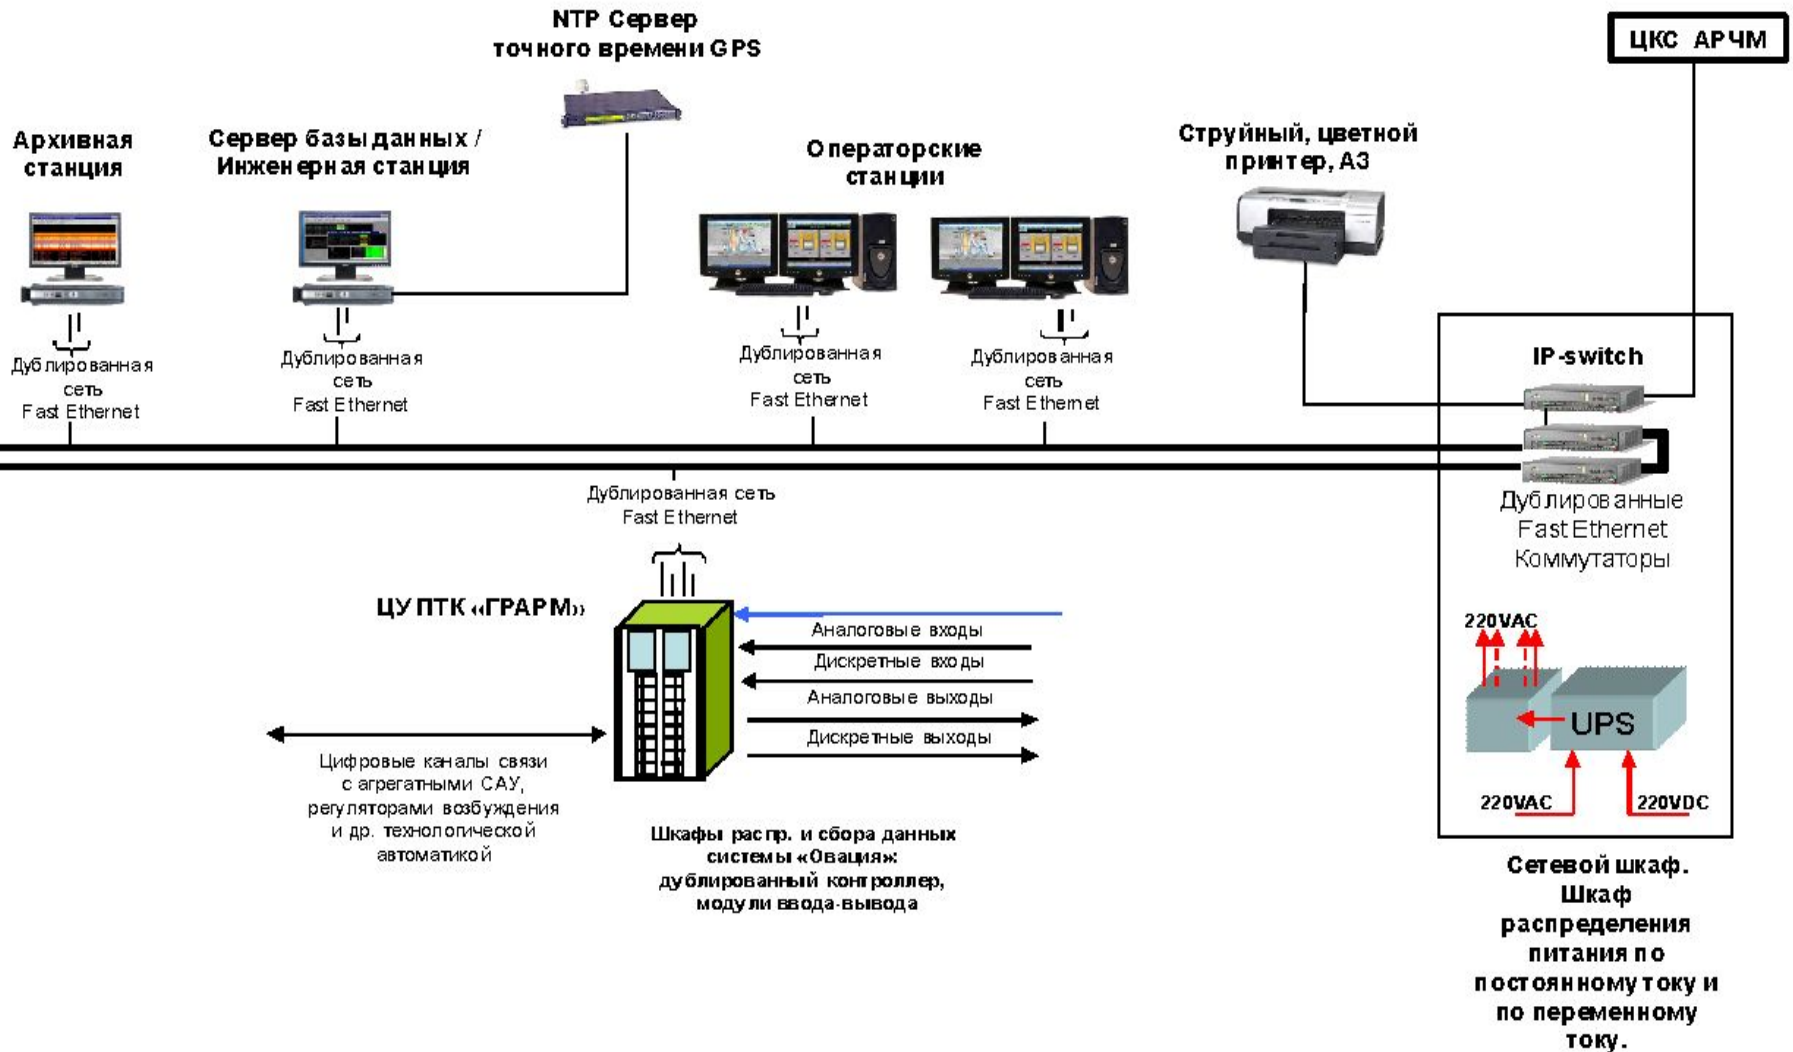 NTP Сервер
точного времени GPS
ЦКС АРЧМ
Архивная
станция
Сервер базы данных /
Инженерная станция
Операторские
станции
Струйный, цветной
принтер, А3
Дублированная
сеть
Fast Ethernet
Дублированная
сеть
Fast Ethernet
Дублированная
сеть
Fast Ethernet
Дублированная
сеть
Fast Ethernet
IP-switch
Дублированные
Fast Ethernet
Коммутаторы
Дублированная сеть
Fast Ethernet
ЦУ ПТК «ГРАРМ»
Аналоговые входы
Дискретные входы
Аналоговые выходы
Дискретные выходы
Цифровые каналы связи
с агрегатными САУ,
регуляторами возбуждения
и др. технологической
автоматикой
Шкафы распр. и сбора данных
системы «Овация»:
дублированный контроллер,
модули ввода-вывода
220VAC
UPS
220VAC
220VDC
Сетевой шкаф.
Шкаф
распределения
питания по
постоянному току и
по переменному
току.